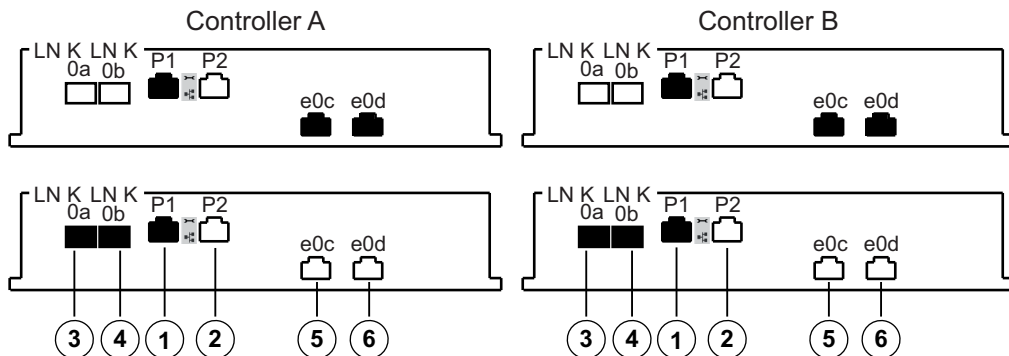 Controller A Controller B
LN K LN K P1 P2 LN K LN K P1 P2
0a 0b 0a 0b
e0c e0d e0c e0d
LN K LN K P1 P2 LN K LN K P1 P2
0a 0b 0a 0b
e0c e0d e0c e0d
3 4 1 2 5 6 3 4 1 2 5 6